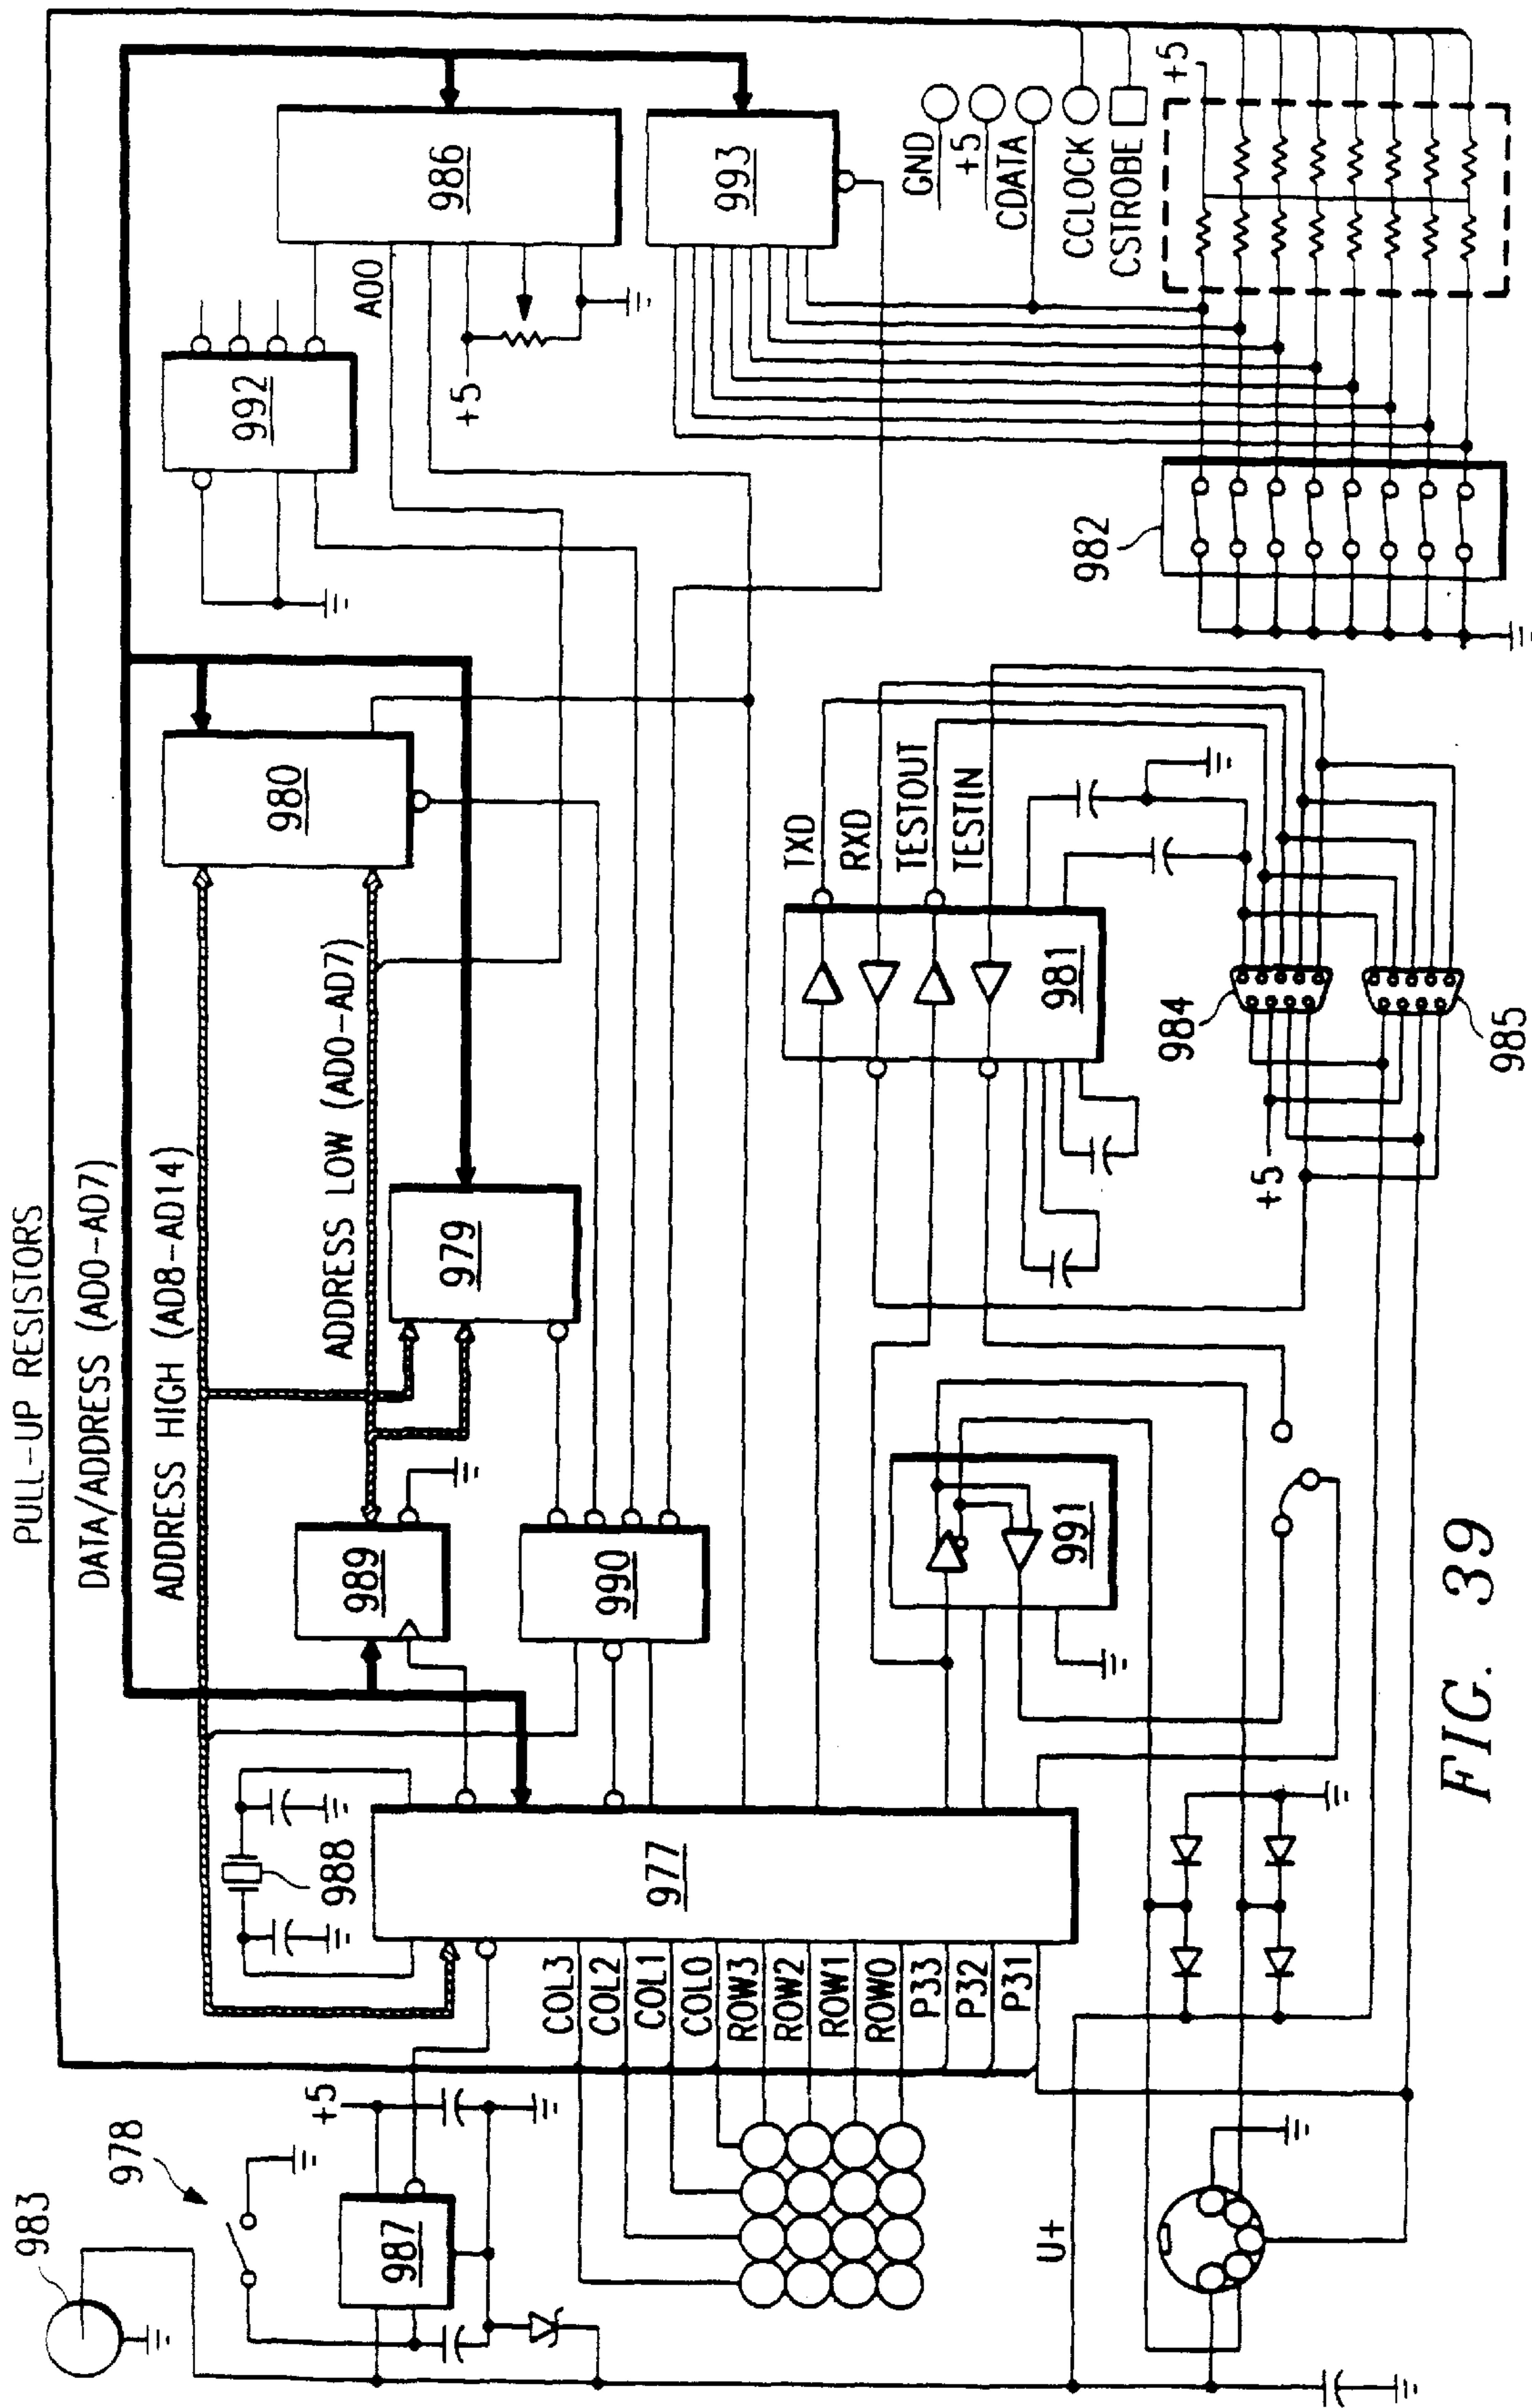 PULL-UP RESISTORS
DATA/ADDRESS (AD0-AD7)
ADDRESS HIGH (AD8-AD14)
ADDRESS LOW (AD0-AD7)
983
978
+5
987
988
977
COL3
COL2
COL1
COL0
ROW3
ROW2
ROW1
ROW0
P33
P32
P31
U+
989
990
979
980
992
986
A00
+5
993
991
981
TXD
RXD
TESTOUT
TESTIN
984
985
+5
982
GND
+5
CDATA
CCLOCK
CSTROBE
+5
FIG. 39